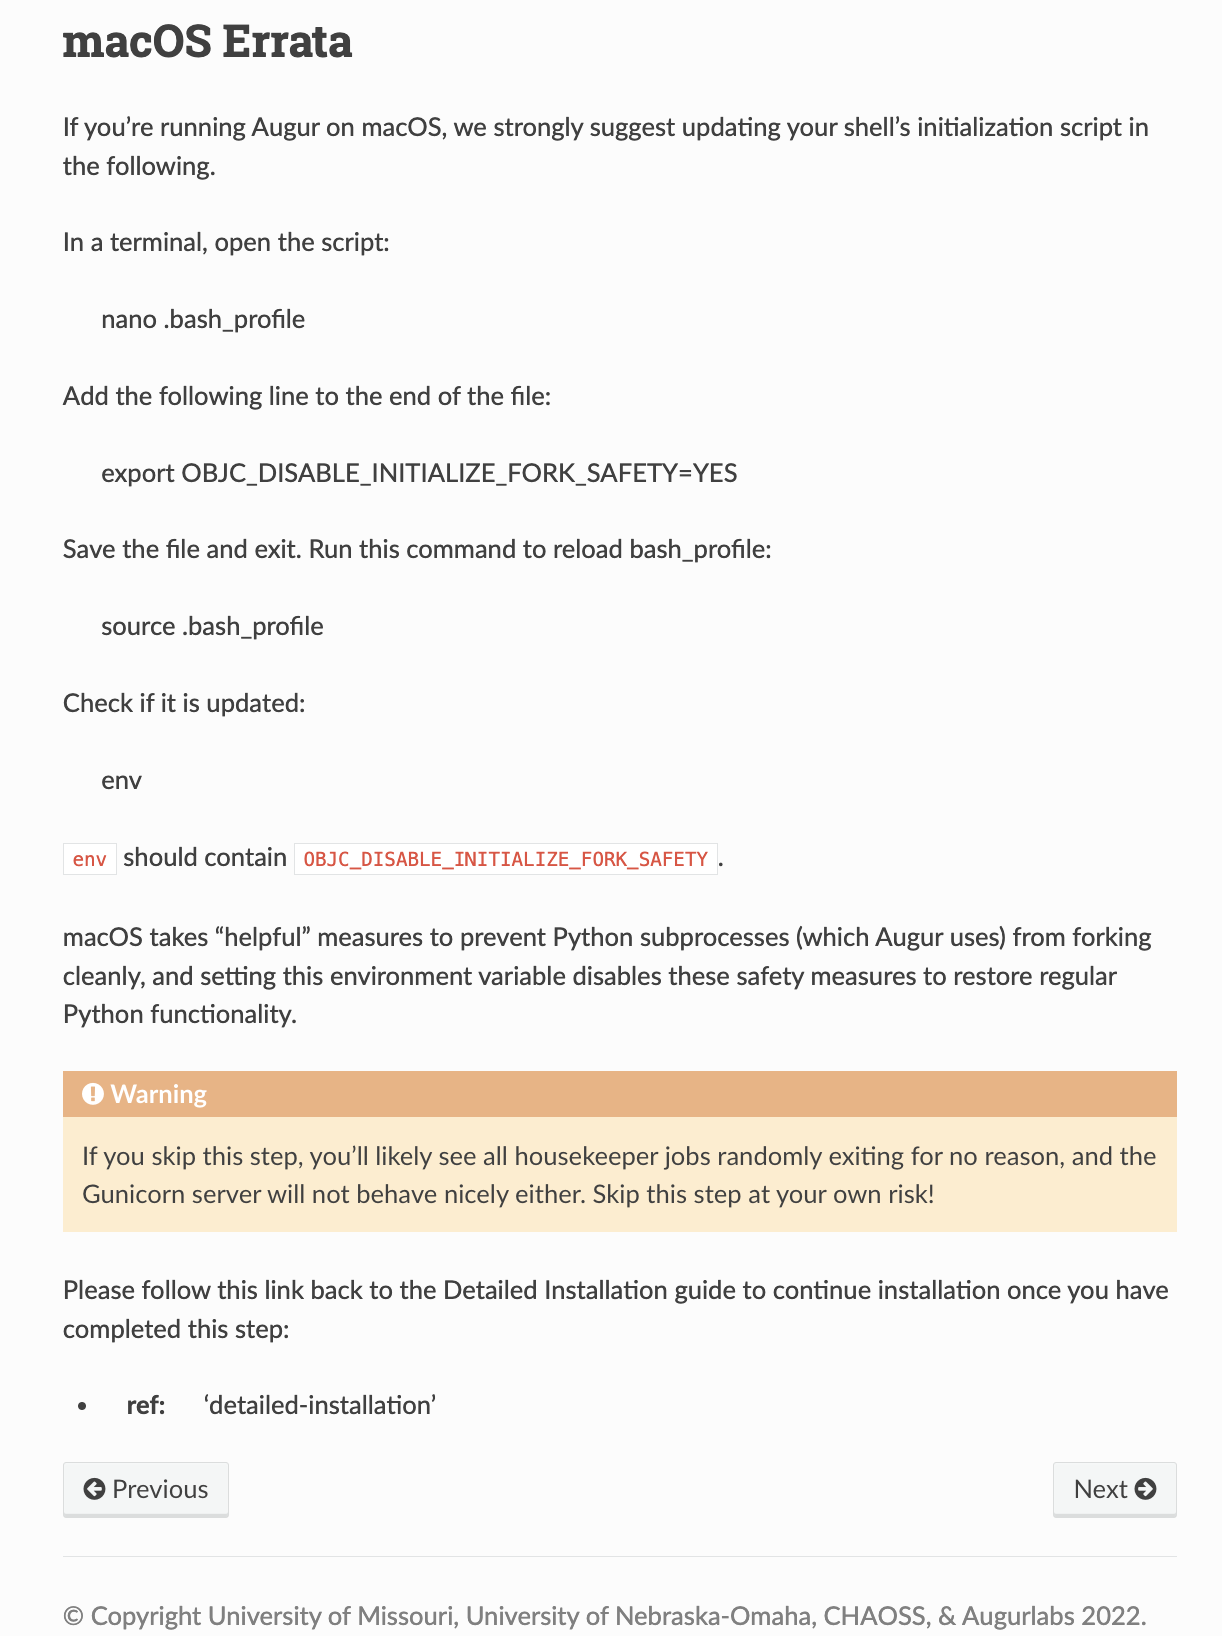 macOS Errata
If you’re running Augur on macOS, we strongly suggest updating your shell’s initialization script in
the following.
In a terminal, open the script:
nano .bash_profile
Add the following line to the end of the file:
export OBJC_DISABLE_INITIALIZE_FORK_SAFETY=YES
Save the file and exit. Run this command to reload bash_profile:
source .bash_profile
Check if it is updated:
env
env should contain OBJC_DISABLE_INITIALIZE_FORK_SAFETY.
macOS takes “helpful” measures to prevent Python subprocesses (which Augur uses) from forking
cleanly, and setting this environment variable disables these safety measures to restore regular
Python functionality.
Warning
If you skip this step, you’ll likely see all housekeeper jobs randomly exiting for no reason, and the
Gunicorn server will not behave nicely either. Skip this step at your own risk!
Please follow this link back to the Detailed Installation guide to continue installation once you have
completed this step:
• ref: ‘detailed-installation’
Previous Next
© Copyright University of Missouri, University of Nebraska-Omaha, CHAOSS, & Augurlabs 2022.